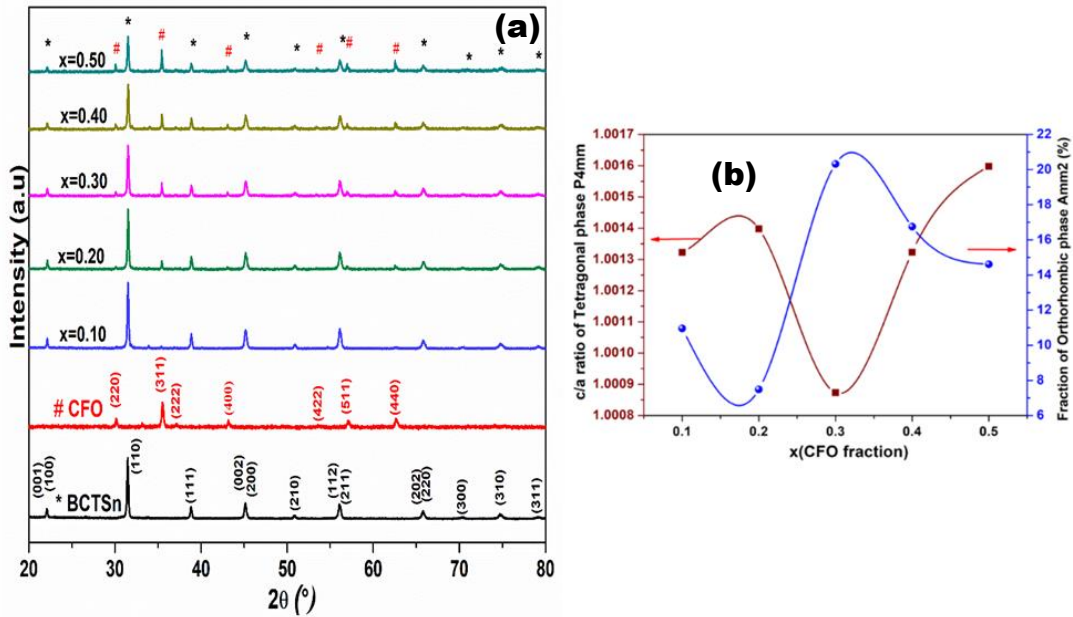 (a)
* * * * * * * * *
# # # # # #
x=0.50
x=0.40
x=0.30
x=0.20
x=0.10
Intensity (a.u)
# CFO
(220)
(311)
(222)
(400)
(422)
(511)
(440)
* BCTSn
(001)
(100)
(110)
(111)
(002)
(200)
(210)
(112)
(211)
(202)
(220)
(300)
(310)
(311)
20 30 40 50 60 70 80
2θ (°)
(b)
c/a ratio of Tetragonal phase P4mm
1.0017
1.0016
1.0015
1.0014
1.0013
1.0012
1.0011
1.0010
1.0009
1.0008
0.1 0.2 0.3 0.4 0.5
x(CFO fraction)
22
20
18
16
14
12
10
8
6
Fraction of Orthorhombic phase Amm2 (%)